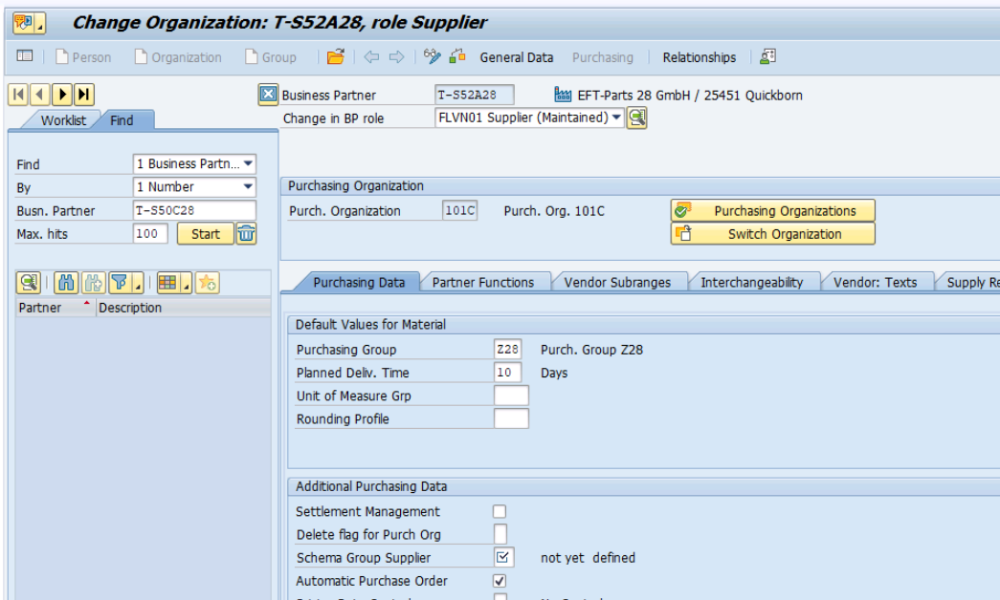 Change Organization: T-S52A28, role Supplier
Person Organization Group General Data Purchasing Relationships
Business Partner T-S52A28 EFT-Parts 28 GmbH / 25451 Quickborn
Worklist Find
Change in BP role FLVN01 Supplier (Maintained)
Find 1 Business Partn...
By 1 Number
Busn. Partner T-S50C28
Max. hits 100 Start
Partner Description
Purchasing Organization
Purch. Organization 101C Purch. Org. 101C Purchasing Organizations
Switch Organization
Purchasing Data Partner Functions Vendor Subranges Interchangeability Vendor: Texts Supply Re
Default Values for Material
Purchasing Group Z28 Purch. Group Z28
Planned Deliv. Time 10 Days
Unit of Measure Grp
Rounding Profile
Additional Purchasing Data
Settlement Management
Delete flag for Purch Org
Schema Group Supplier not yet defined
Automatic Purchase Order